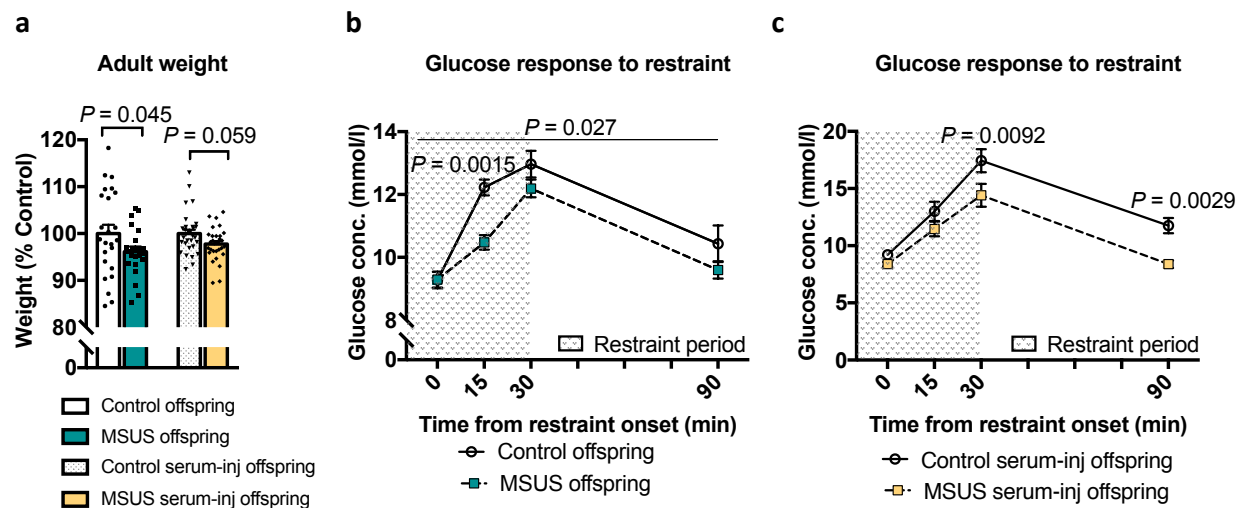 a
Adult weight
P = 0.045
P = 0.059
Weight (% Control)
120
110
100
90
80
0
Control offspring
MSUS offspring
Control serum-inj offspring
MSUS serum-inj offspring
b
Glucose response to restraint
P = 0.027
P = 0.0015
Glucose conc. (mmol/l)
14
12
10
8
0
Restraint period
0
15
30
90
Time from restraint onset (min)
Control offspring
MSUS offspring
c
Glucose response to restraint
P = 0.0092
P = 0.0029
Glucose conc. (mmol/l)
20
15
10
5
0
Restraint period
0
15
30
90
Time from restraint onset (min)
Control serum-inj offspring
MSUS serum-inj offspring